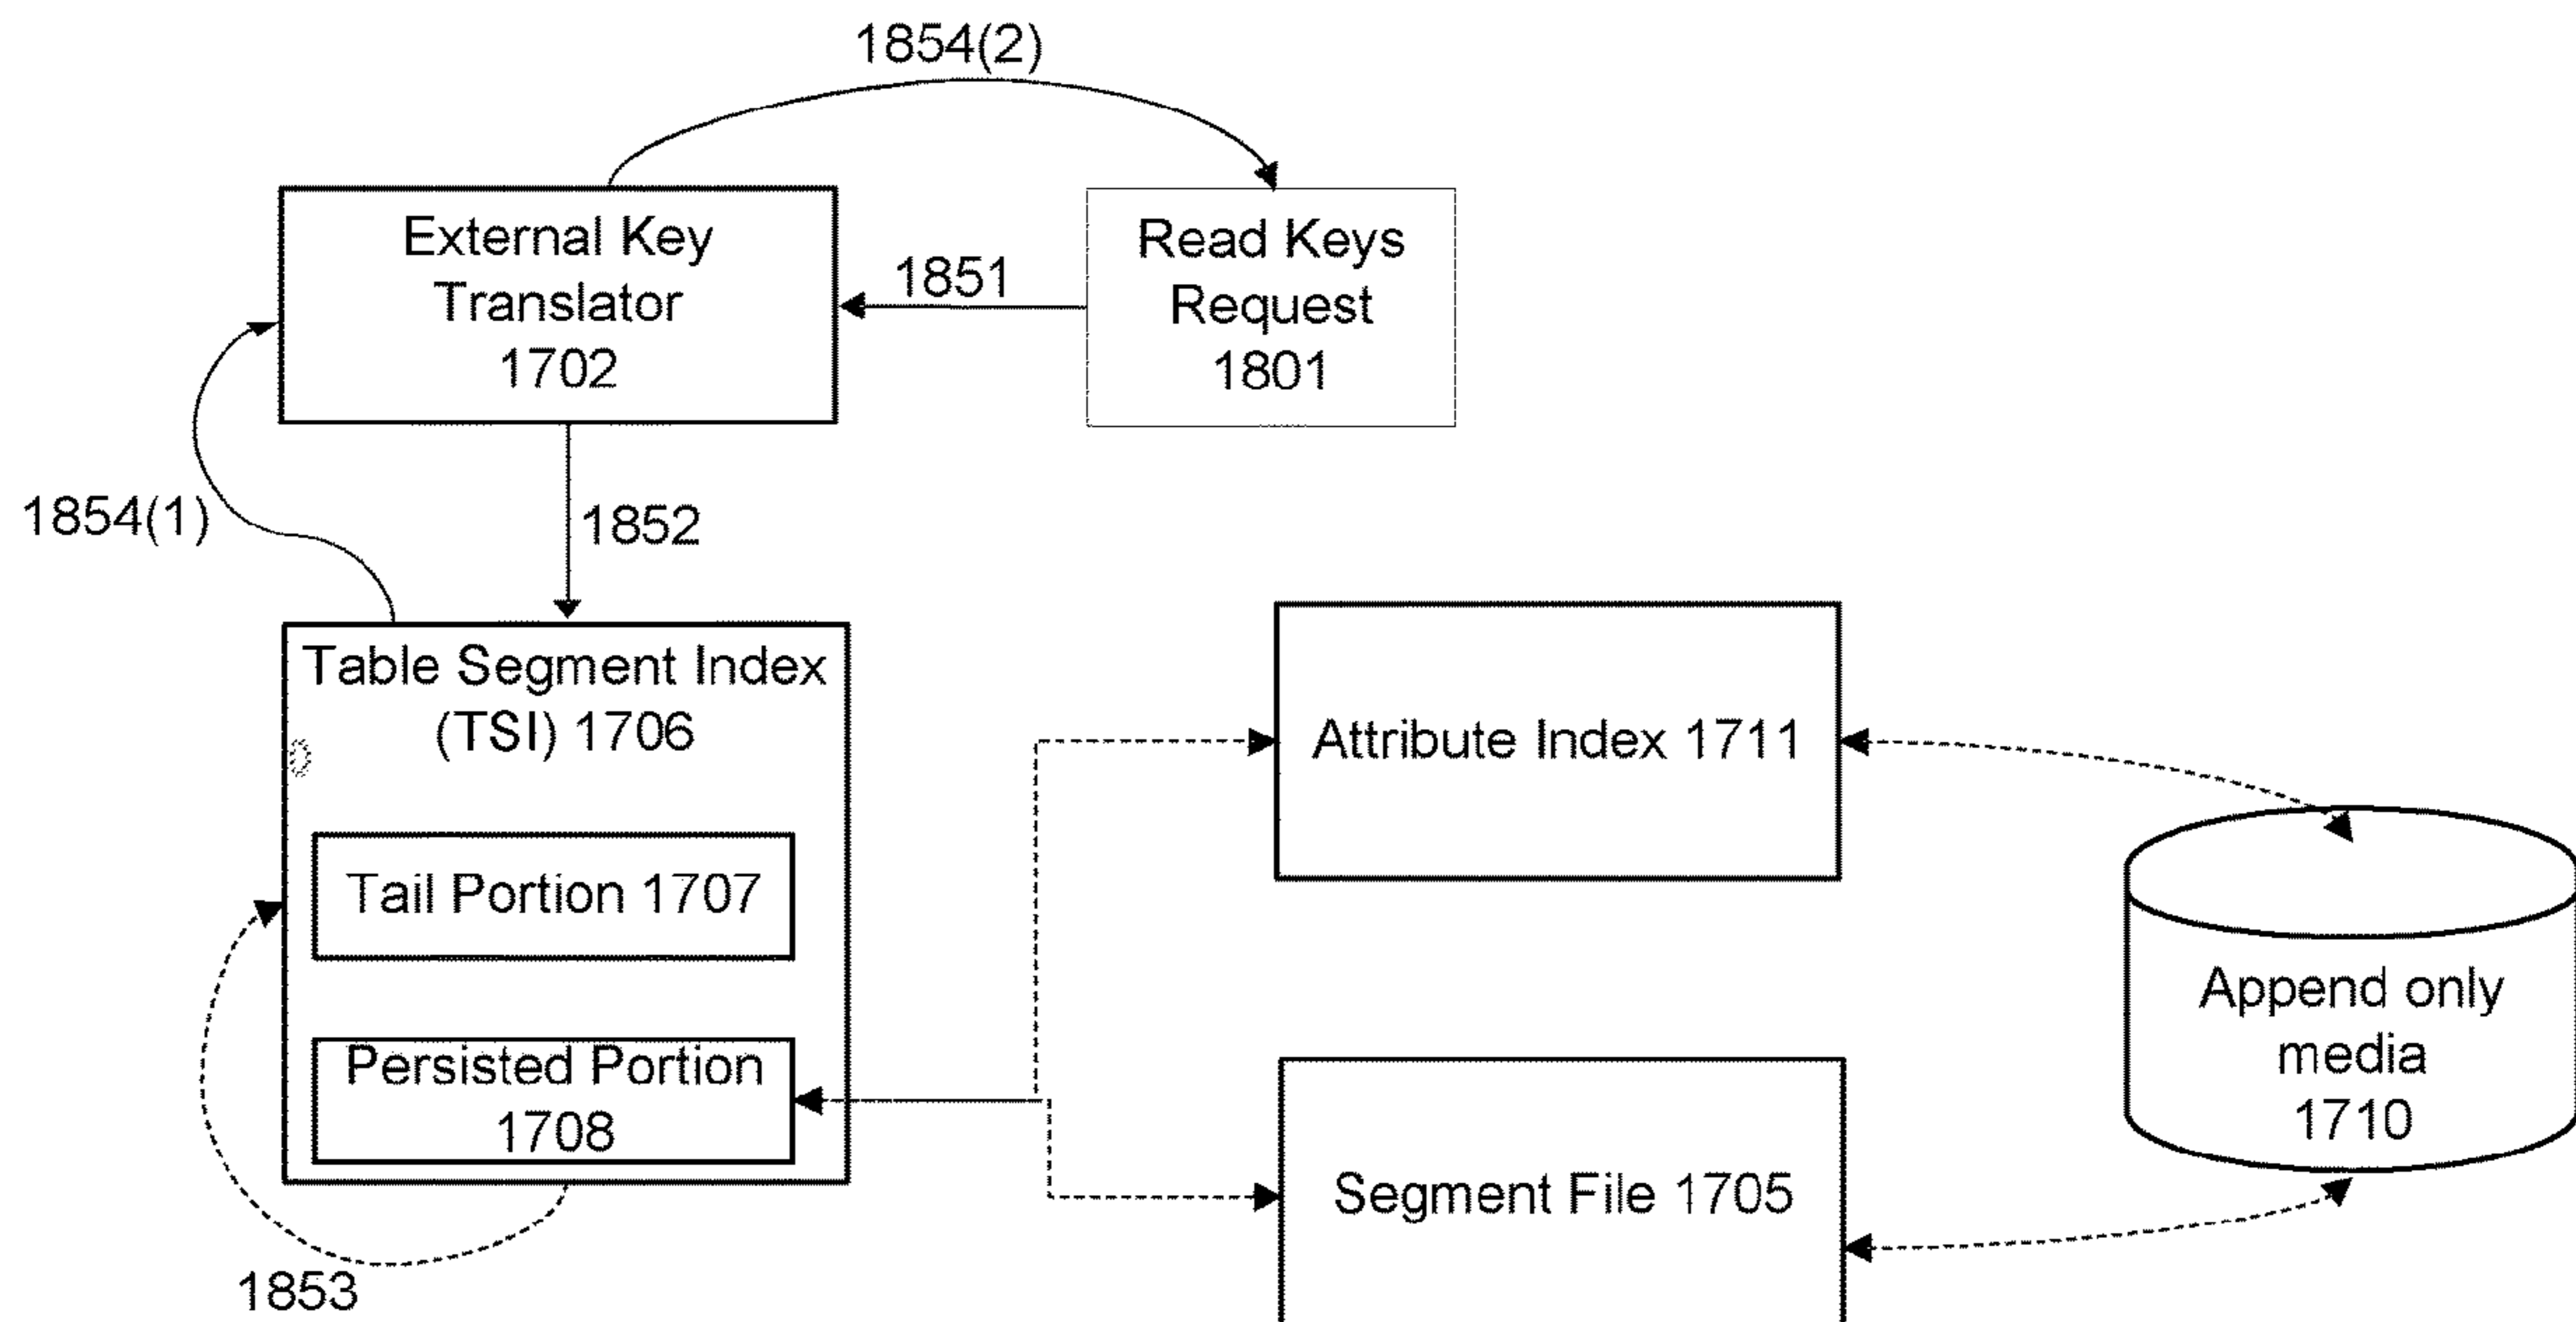 1854(2)
External Key
Translator
1702
1851
Read Keys
Request
1801
1854(1)
1852
Table Segment Index
(TSI) 1706
Tail Portion 1707
Persisted Portion
1708
1853
Attribute Index 1711
Segment File 1705
Append only
media
1710